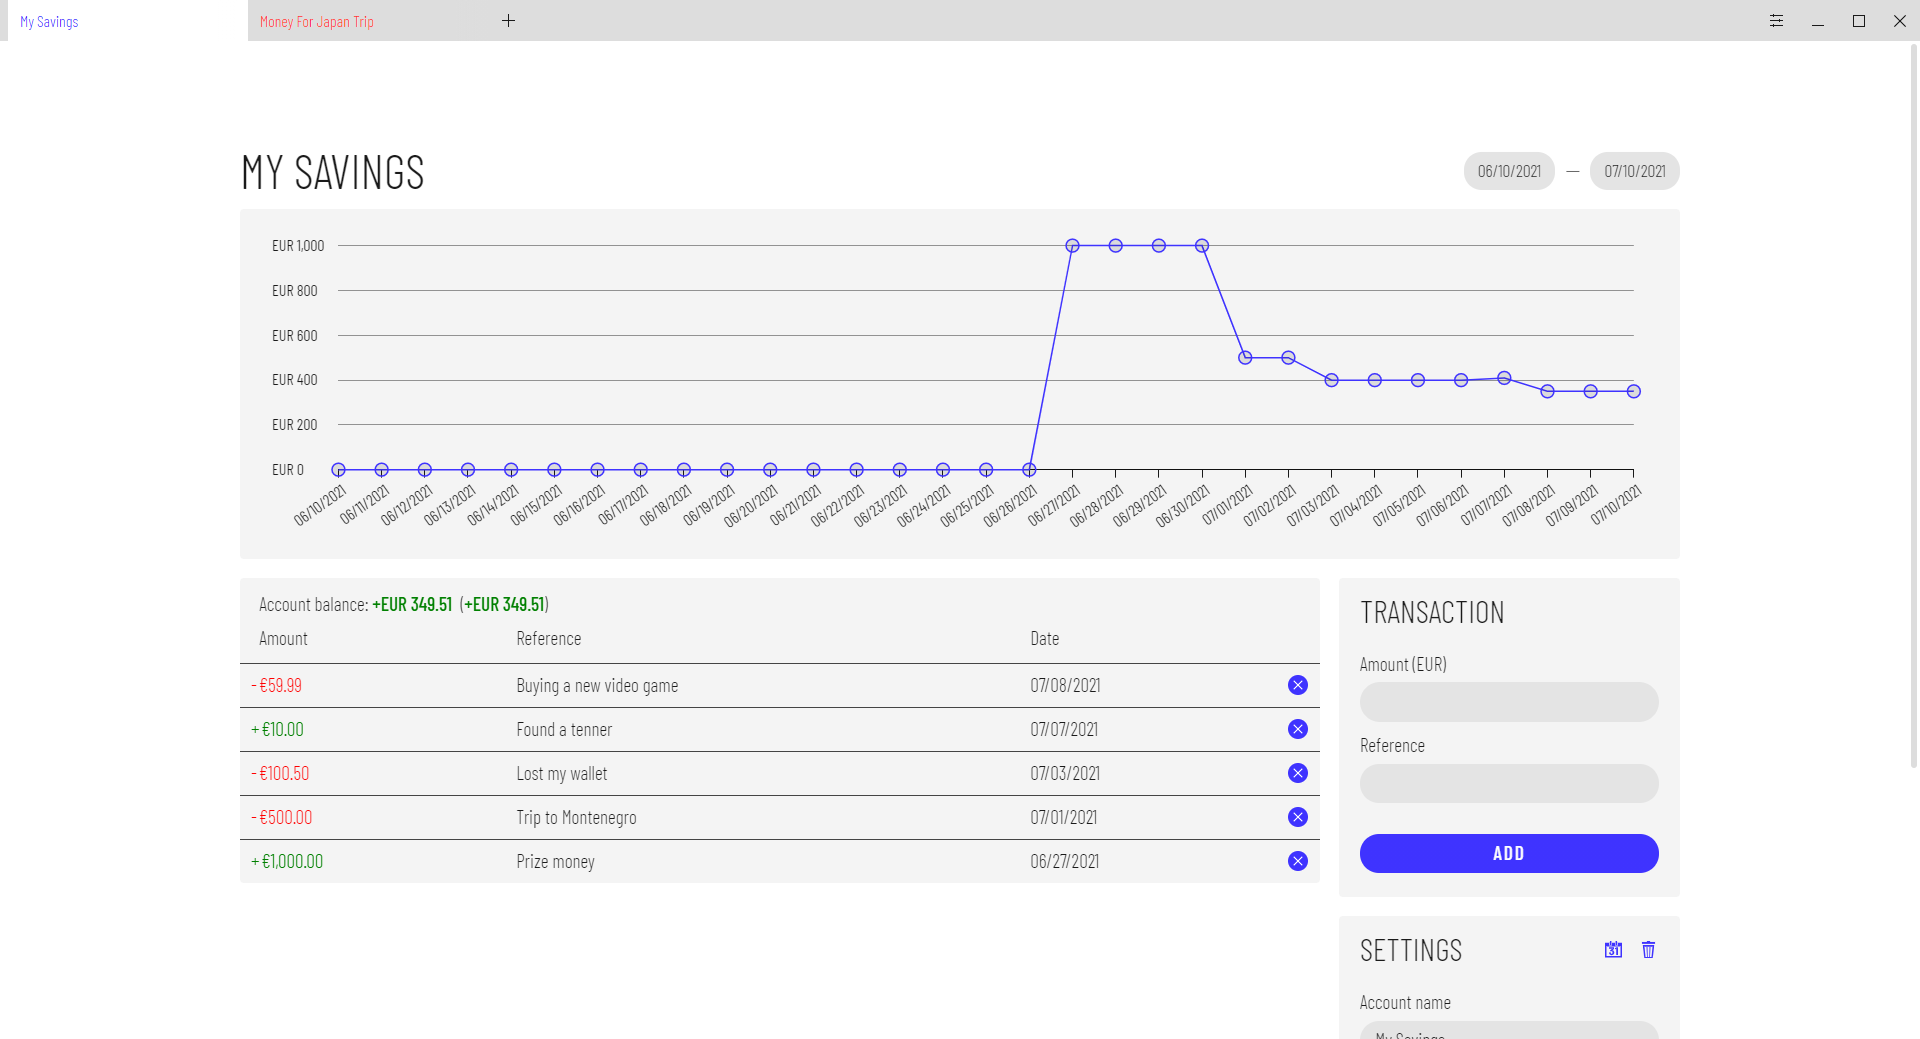 My Savings
Money For Japan Trip
MY SAVINGS
06/10/2021 — 07/10/2021
EUR 1,000
EUR 800
EUR 600
EUR 400
EUR 200
EUR 0
06/10/2021 06/11/2021 06/12/2021 06/13/2021 06/14/2021 06/15/2021 06/16/2021 06/17/2021 06/18/2021 06/19/2021 06/20/2021 06/21/2021 06/22/2021 06/23/2021 06/24/2021 06/25/2021 06/26/2021 06/27/2021 06/28/2021 06/29/2021 06/30/2021 07/01/2021 07/02/2021 07/03/2021 07/04/2021 07/05/2021 07/06/2021 07/07/2021 07/08/2021 07/09/2021 07/10/2021
Account balance: +EUR 349.51 (+EUR 349.51)
Amount Reference Date
- €59.99 Buying a new video game 07/08/2021
+ €10.00 Found a tenner 07/07/2021
- €100.50 Lost my wallet 07/03/2021
- €500.00 Trip to Montenegro 07/01/2021
+ €1,000.00 Prize money 06/27/2021
TRANSACTION
Amount (EUR)
Reference
ADD
SETTINGS
31
Account name
My Savings